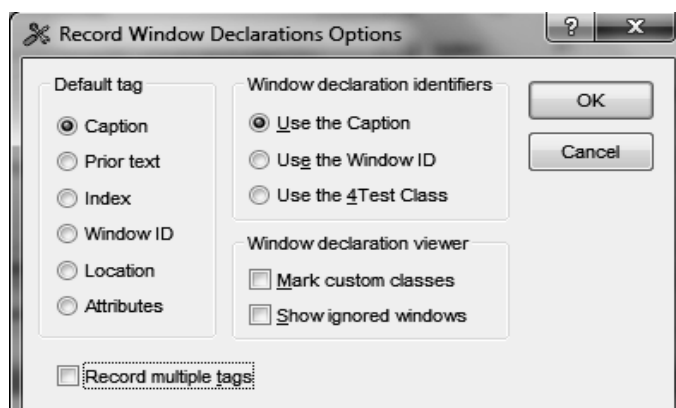 Record Window Declarations Options
?
X
Default tag
Caption
Prior text
Index
Window ID
Location
Attributes
Window declaration identifiers
Use the Caption
Use the Window ID
Use the 4Test Class
Window declaration viewer
Mark custom classes
Show ignored windows
OK
Cancel
Record multiple tags